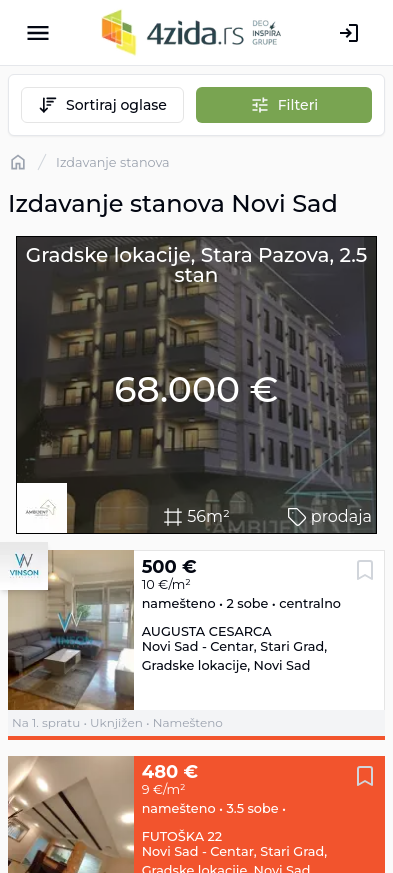 4zida.rs
DEO
INSPIRA
GRUPE
Sortiraj oglase
Filteri
/ Izdavanje stanova
Izdavanje stanova Novi Sad
Gradske lokacije, Stara Pazova, 2.5
stan
68.000 €
AMBIJENT
56m²
prodaja
AMBIJENT
VINSON
500 €
10 €/m²
namešteno • 2 sobe • centralno
AUGUSTA CESARCA
Novi Sad - Centar, Stari Grad,
Gradske lokacije, Novi Sad
Na 1. spratu • Uknjižen • Namešteno
480 €
9 €/m²
namešteno • 3.5 sobe •
FUTOŠKA 22
Novi Sad - Centar, Stari Grad,
Gradske lokacije, Novi Sad